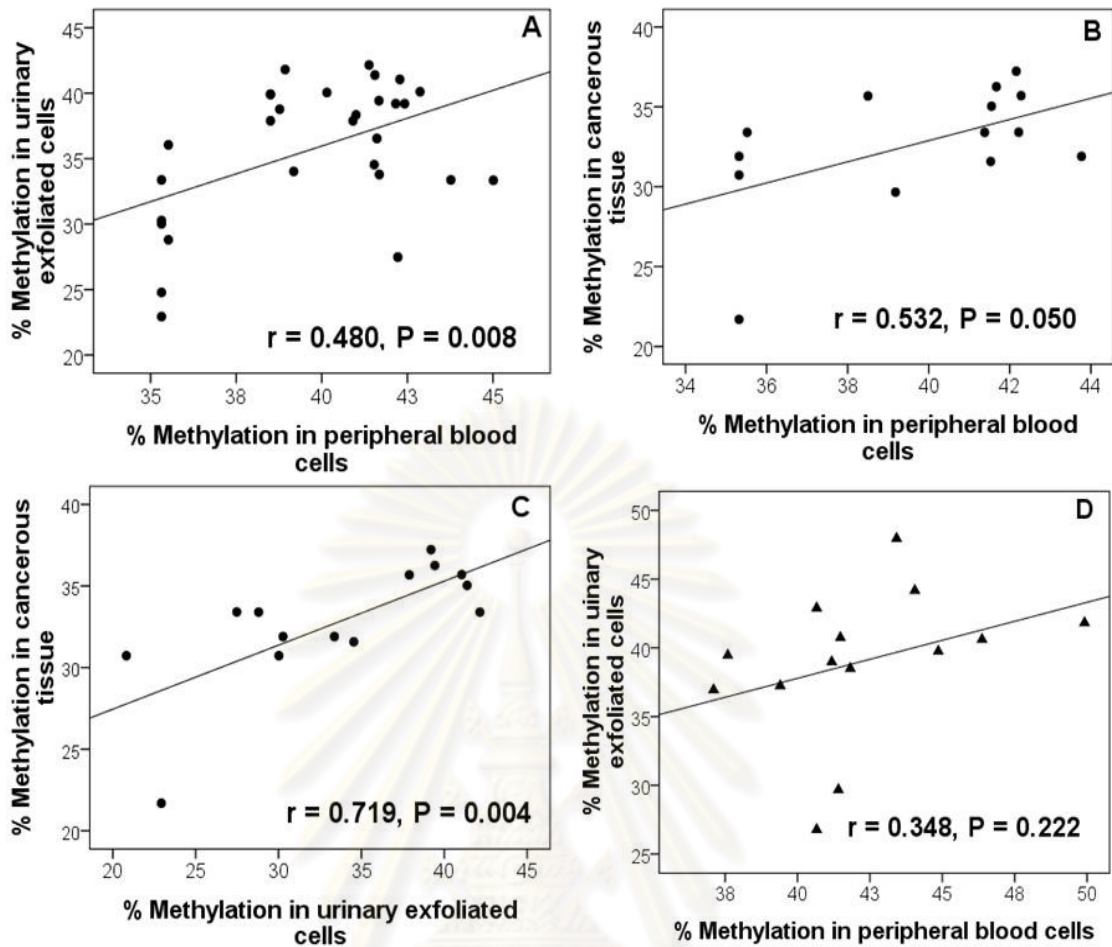 A
% Methylation in urinary
exfoliated cells
45
40
35
30
25
20
r = 0.480, P = 0.008
35 38 40 43 45
% Methylation in peripheral blood
cells
B
% Methylation in cancerous
tissue
40
35
30
25
20
r = 0.532, P = 0.050
34 36 38 40 42 44
% Methylation in peripheral blood
cells
C
% Methylation in cancerous
tissue
40
35
30
25
20
r = 0.719, P = 0.004
20 25 30 35 40 45
% Methylation in urinary exfoliated
cells
D
% Methylation in uinary
exfoliated cells
50
45
40
35
30
25
r = 0.348, P = 0.222
38 40 43 45 48 50
% Methylation in peripheral blood cells